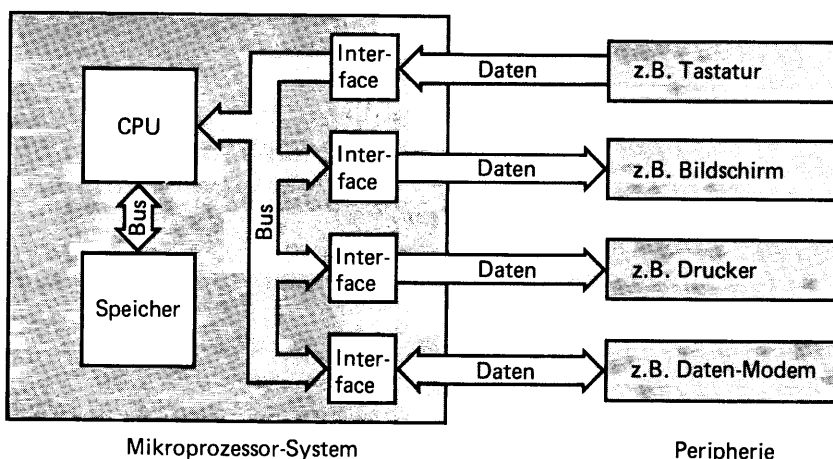 Inter-
face
Daten
z.B. Tastatur
CPU
Inter-
face
Daten
z.B. Bildschirm
Bus
Bus
Inter-
face
Daten
z.B. Drucker
Speicher
Inter-
face
Daten
z.B. Daten-Modem
Mikroprozessor-System
Peripherie